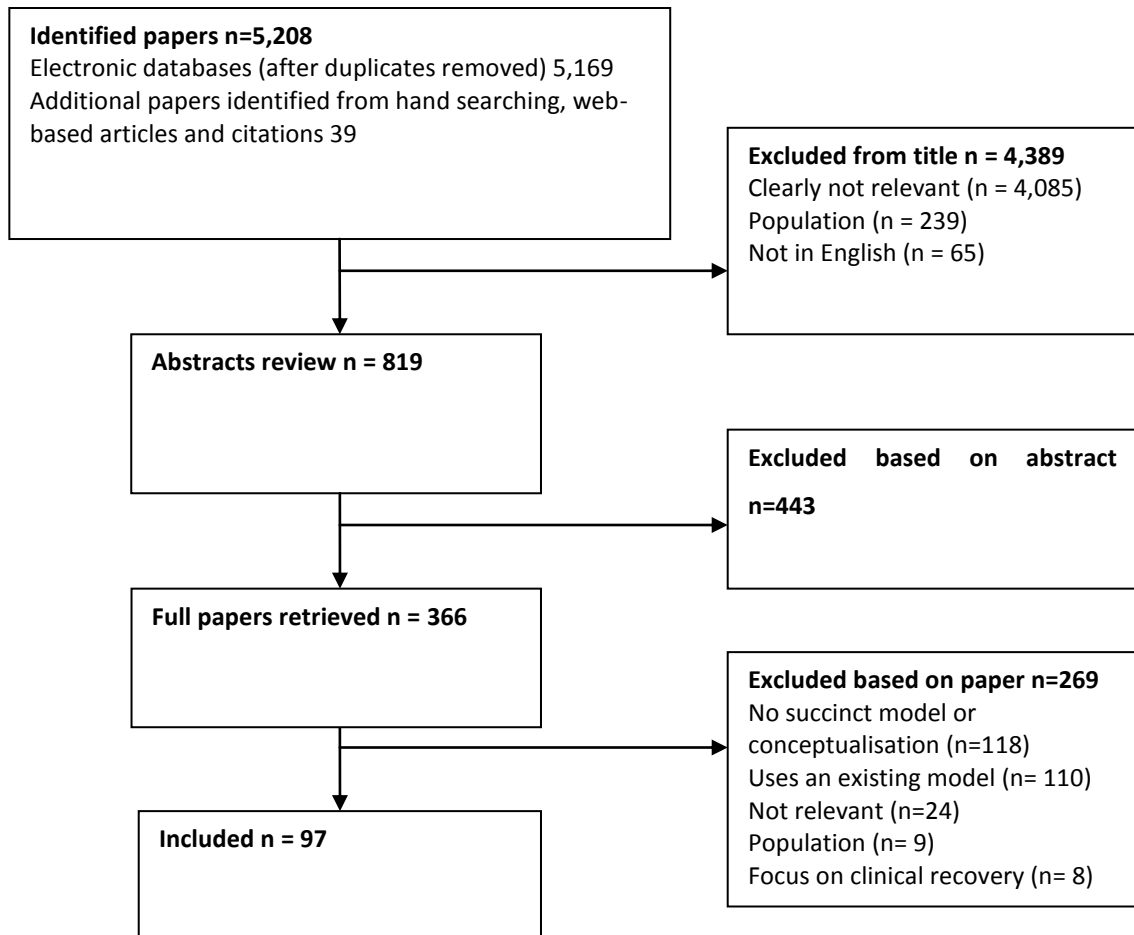 Identified papers n=5,208
Electronic databases (after duplicates removed) 5,169
Additional papers identified from hand searching, web-
based articles and citations 39
Excluded from title n = 4,389
Clearly not relevant (n = 4,085)
Population (n = 239)
Not in English (n = 65)
Abstracts review n = 819
Excluded based on abstract
n=443
Full papers retrieved n = 366
Excluded based on paper n=269
No succinct model or
conceptualisation (n=118)
Uses an existing model (n= 110)
Not relevant (n=24)
Population (n= 9)
Focus on clinical recovery (n= 8)
Included n = 97